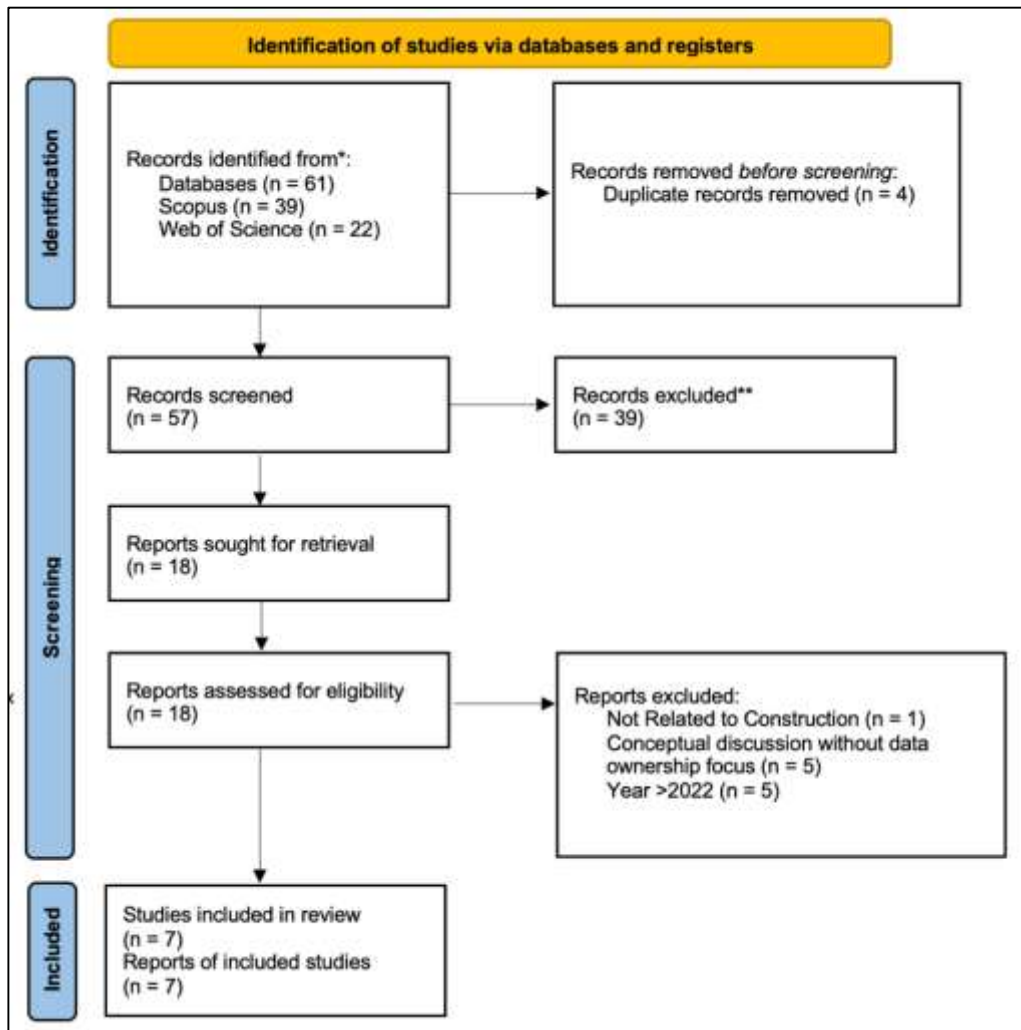 Identification of studies via databases and registers
Identification
Records identified from*:
Databases (n = 61)
Scopus (n = 39)
Web of Science (n = 22)
Records removed before screening:
Duplicate records removed (n = 4)
Screening
Records screened
(n = 57)
Records excluded**
(n = 39)
Reports sought for retrieval
(n = 18)
Reports assessed for eligibility
(n = 18)
Reports excluded:
Not Related to Construction (n = 1)
Conceptual discussion without data
ownership focus (n = 5)
Year >2022 (n = 5)
Included
Studies included in review
(n = 7)
Reports of included studies
(n = 7)